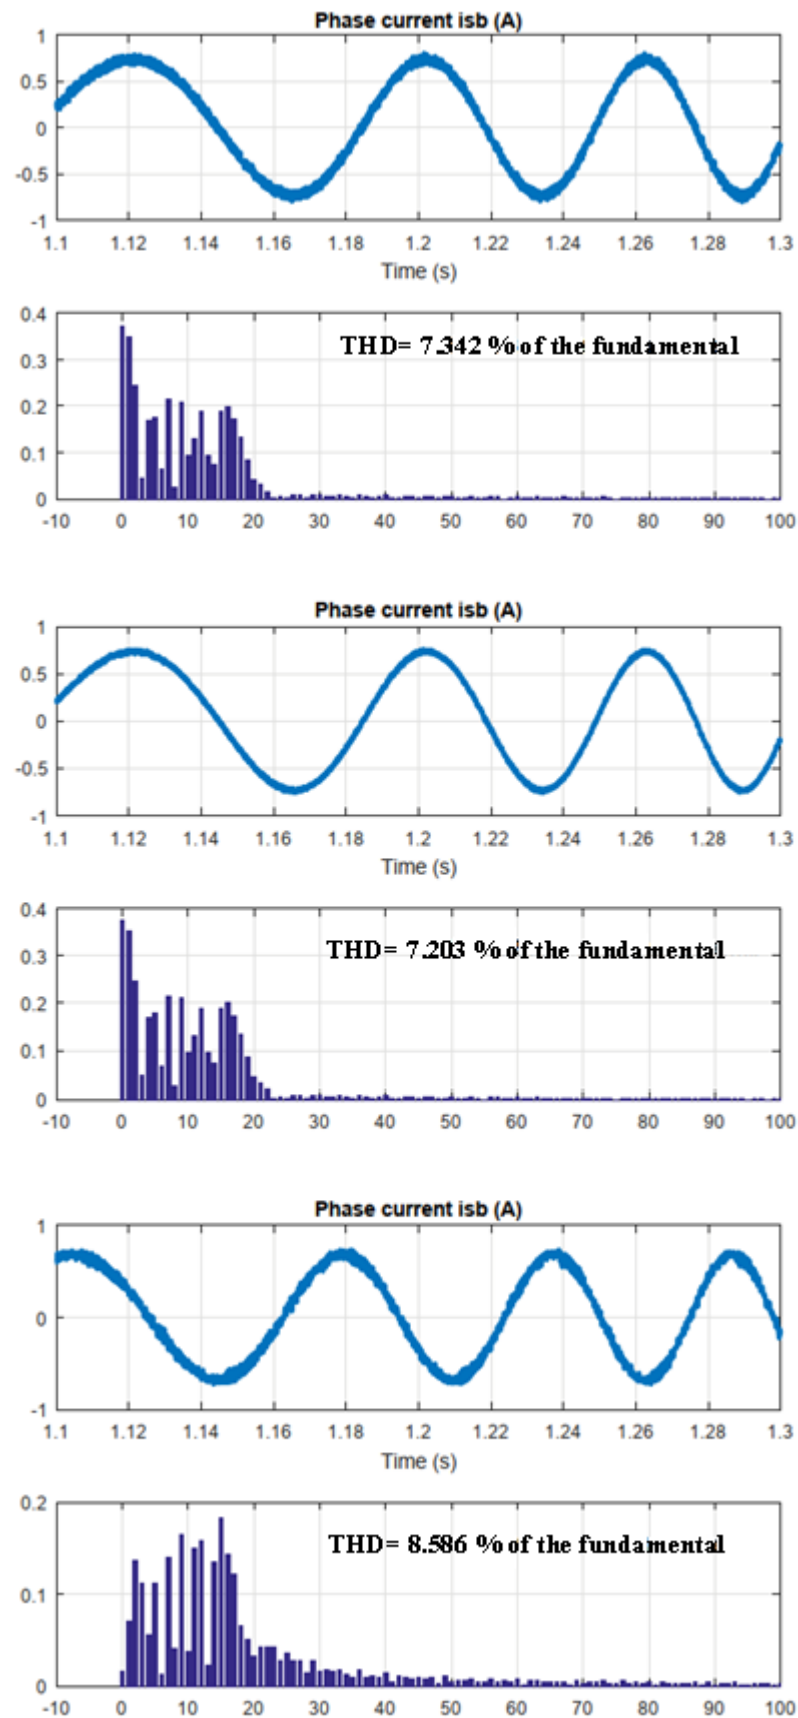 Phase current isb (A)
1
0.5
0
-0.5
-1
1.1 1.12 1.14 1.16 1.18 1.2 1.22 1.24 1.26 1.28 1.3
Time (s)
0.4
THD= 7.342 % of the fundamental
0.3
0.2
0.1
0
-10 0 10 20 30 40 50 60 70 80 90 100
Phase current isb (A)
1
0.5
0
-0.5
-1
1.1 1.12 1.14 1.16 1.18 1.2 1.22 1.24 1.26 1.28 1.3
Time (s)
0.4
THD= 7.203 % of the fundamental
0.3
0.2
0.1
0
-10 0 10 20 30 40 50 60 70 80 90 100
Phase current isb (A)
1
0
-1
1.1 1.12 1.14 1.16 1.18 1.2 1.22 1.24 1.26 1.28 1.3
Time (s)
0.2
THD= 8.586 % of the fundamental
0.1
0
-10 0 10 20 30 40 50 60 70 80 90 100